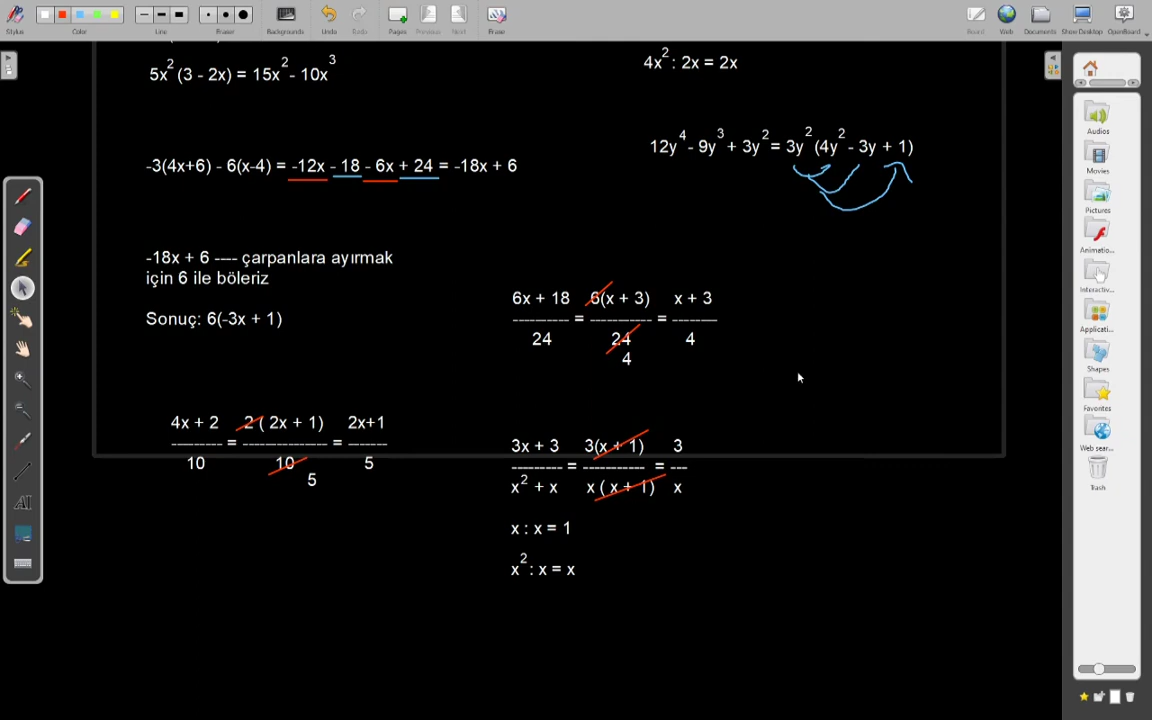 Stylus
Color
Line
Eraser
Backgrounds
Undo
Redo
Pages
Previous
Next
Erase
Board
Web
Documents
Show Desktop
OpenBoard
5x² (3 - 2x) = 15x² - 10x³
4x² : 2x = 2x
12y⁴ - 9y³ + 3y² = 3y² (4y² - 3y + 1)
-3(4x+6) - 6(x-4) = -12x - 18 - 6x + 24 = -18x + 6
-18x + 6 ---- çarpanlara ayırmak
için 6 ile böleriz
Sonuç: 6(-3x + 1)
6x + 18   6(x + 3)   x + 3
--------- = ---------- = --------
24   24   4
4
4x + 2   2 ( 2x + 1)   2x+1
--------- = --------------- = -------
10   10   5
5
3x + 3   3(x + 1)   3
--------- = ----------- = ---
x² + x   x ( x + 1)   x
x : x = 1
x² : x = x
Audios
Movies
Pictures
Animatio...
Interactiv...
Applicati...
Shapes
Favorites
Web sear...
Trash